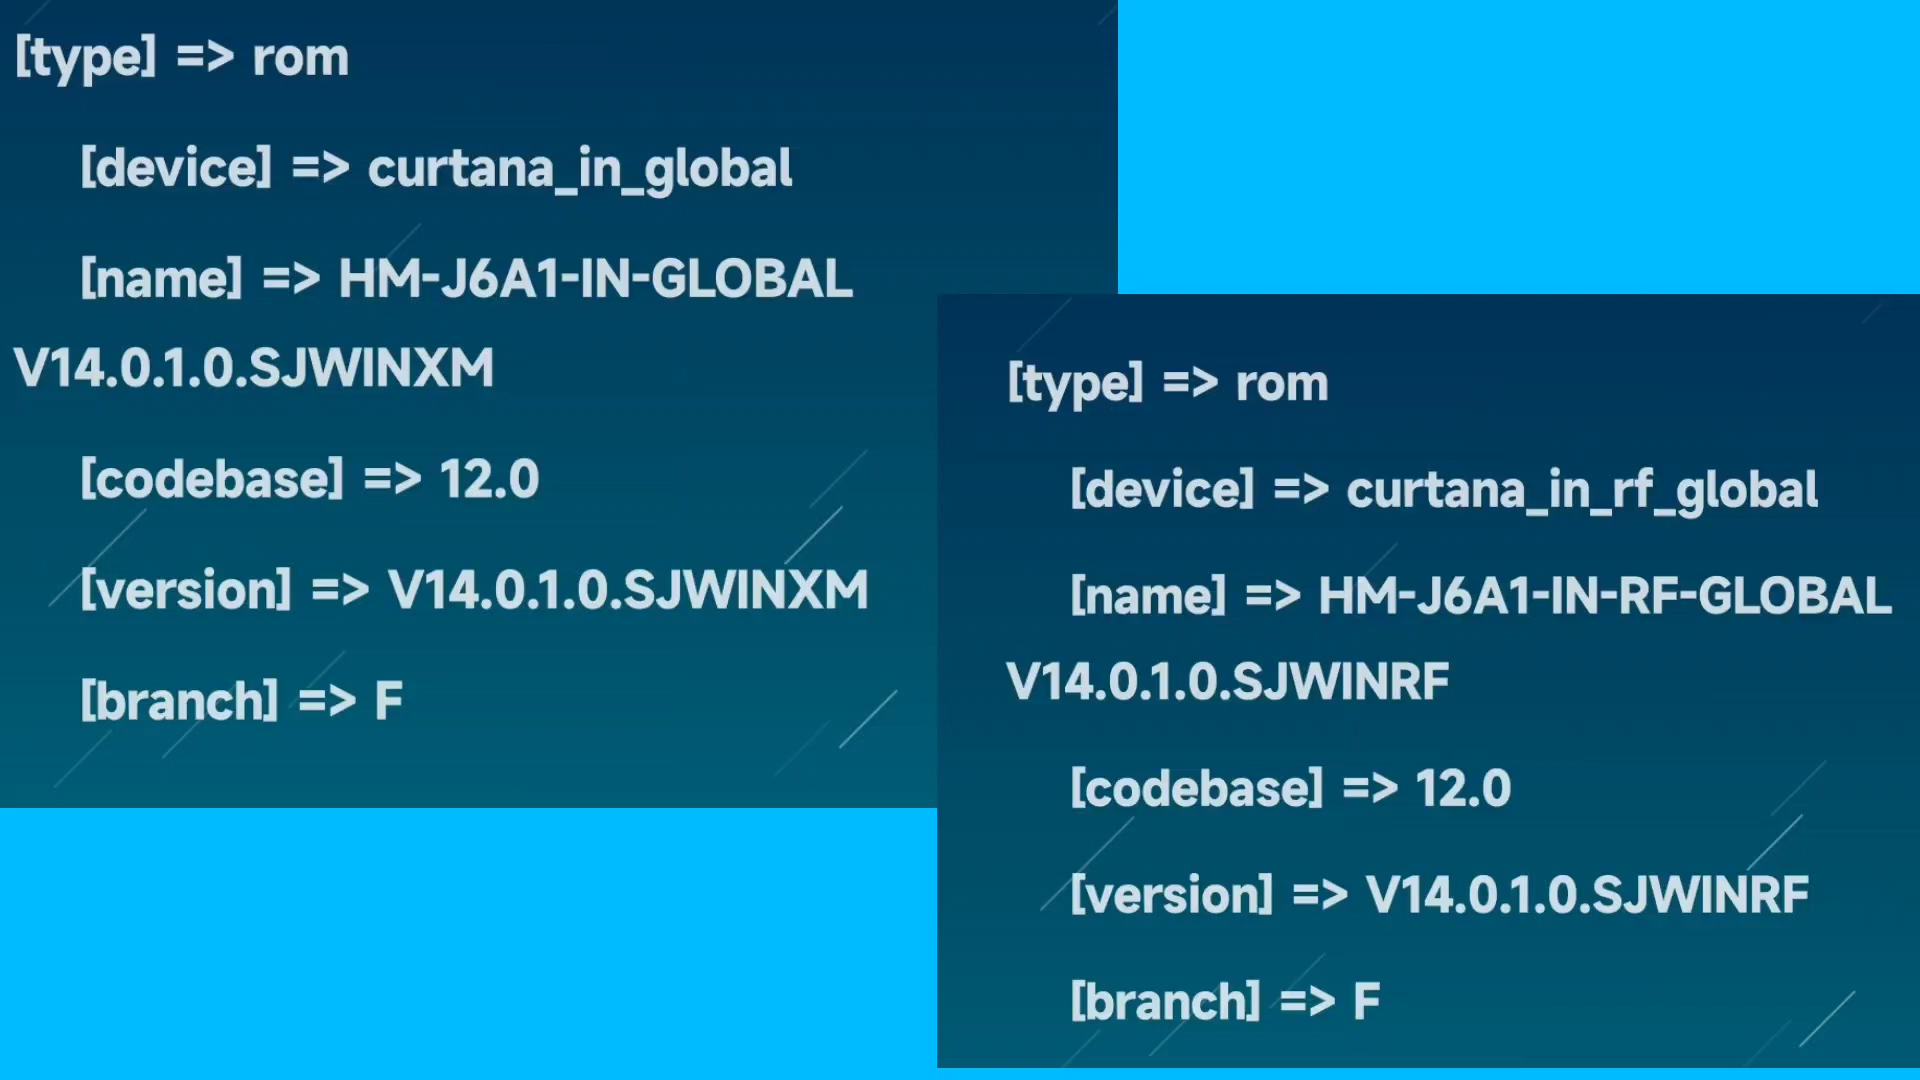 [type] => rom
[device] => curtana_in_global
[name] => HM-J6A1-IN-GLOBAL
V14.0.1.0.SJWINXM
[codebase] => 12.0
[version] => V14.0.1.0.SJWINXM
[branch] => F
[type] => rom
[device] => curtana_in_rf_global
[name] => HM-J6A1-IN-RF-GLOBAL
V14.0.1.0.SJWINRF
[codebase] => 12.0
[version] => V14.0.1.0.SJWINRF
[branch] => F